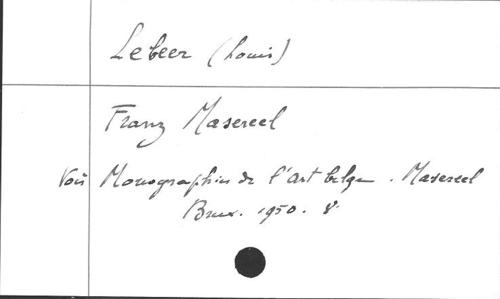 Lebeer (Louis)
Franz Masereel
Voir Monographies de l'art belge. Masereel
Brux. 1950. 8°